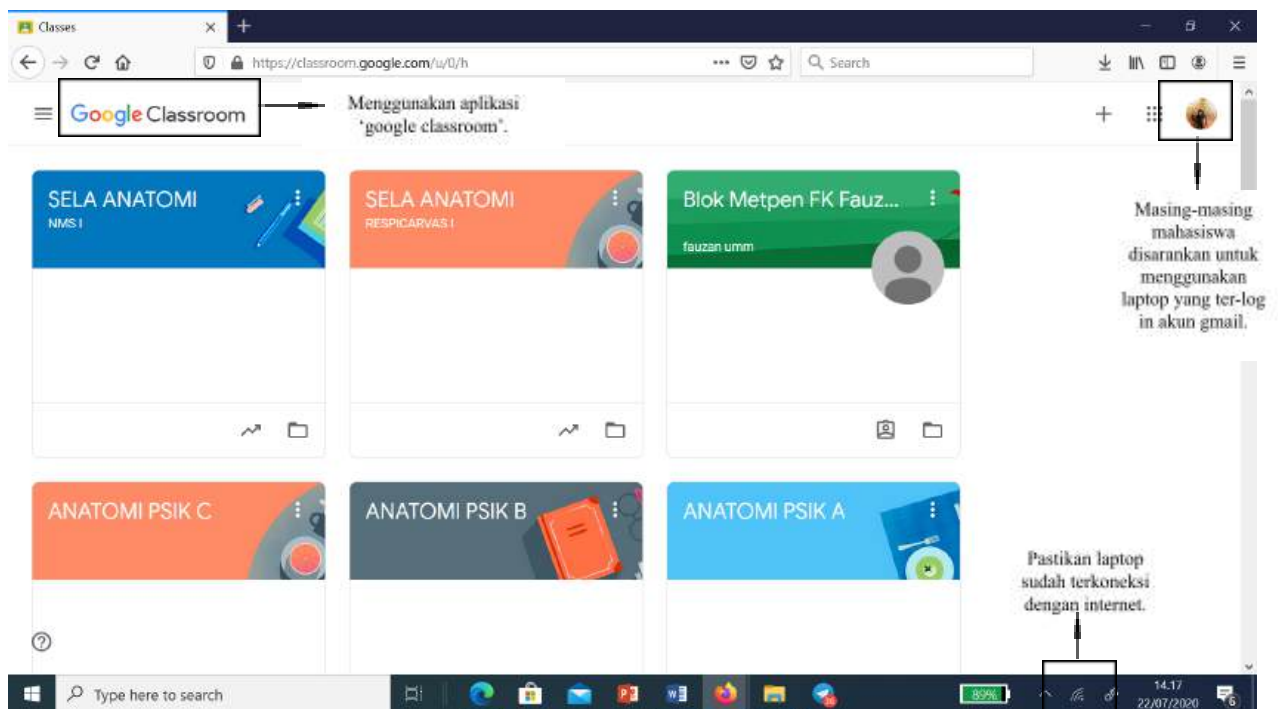 Classes
https://classroom.google.com/u/0/h
Search
Google Classroom
Menggunakan aplikasi
'google classroom'.
SELA ANATOMI
NMS I
SELA ANATOMI
RESPICARVAS I
Blok Metpen FK Fauz...
fauzan umm
Masing-masing
mahasiswa
disarankan untuk
menggunakan
laptop yang ter-log
in akun gmail.
ANATOMI PSIK C
ANATOMI PSIK B
ANATOMI PSIK A
Pastikan laptop
sudah terkoneksi
dengan internet.
Type here to search
89%
14.17
22/07/2020
6